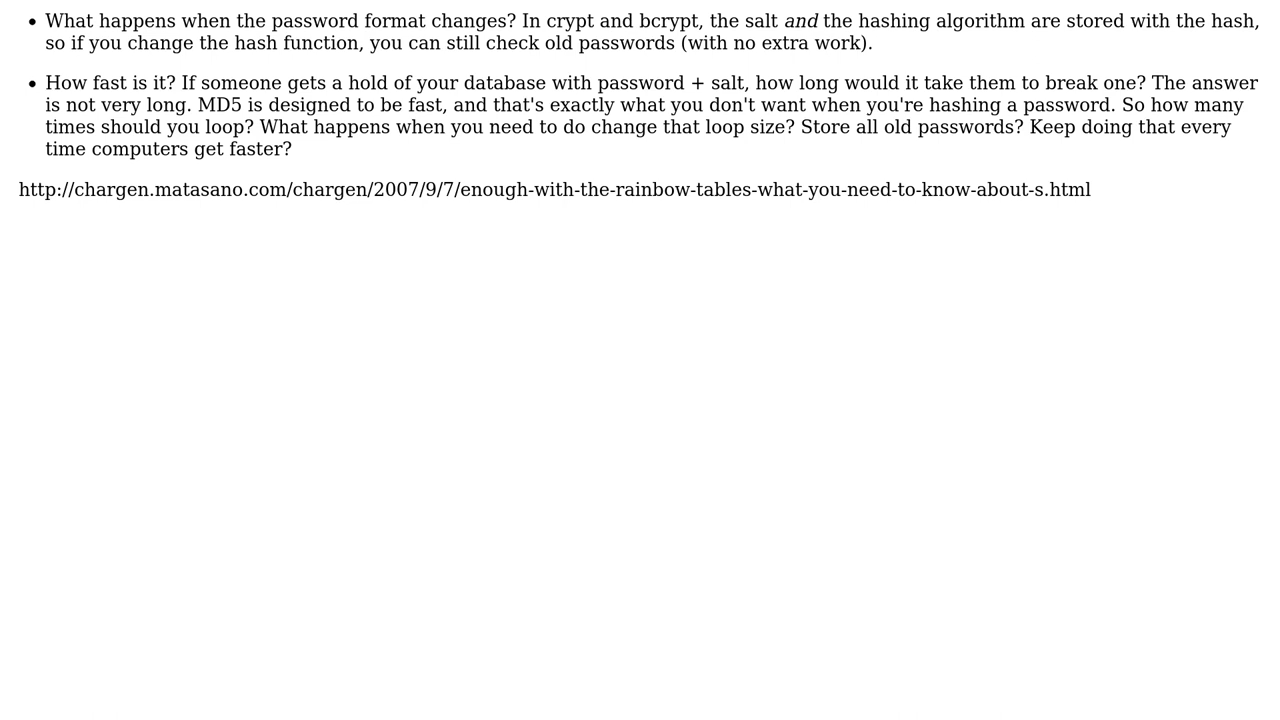 • What happens when the password format changes? In crypt and bcrypt, the salt and the hashing algorithm are stored with the hash,
so if you change the hash function, you can still check old passwords (with no extra work).
• How fast is it? If someone gets a hold of your database with password + salt, how long would it take them to break one? The answer
is not very long. MD5 is designed to be fast, and that's exactly what you don't want when you're hashing a password. So how many
times should you loop? What happens when you need to do change that loop size? Store all old passwords? Keep doing that every
time computers get faster?
http://chargen.matasano.com/chargen/2007/9/7/enough-with-the-rainbow-tables-what-you-need-to-know-about-s.html